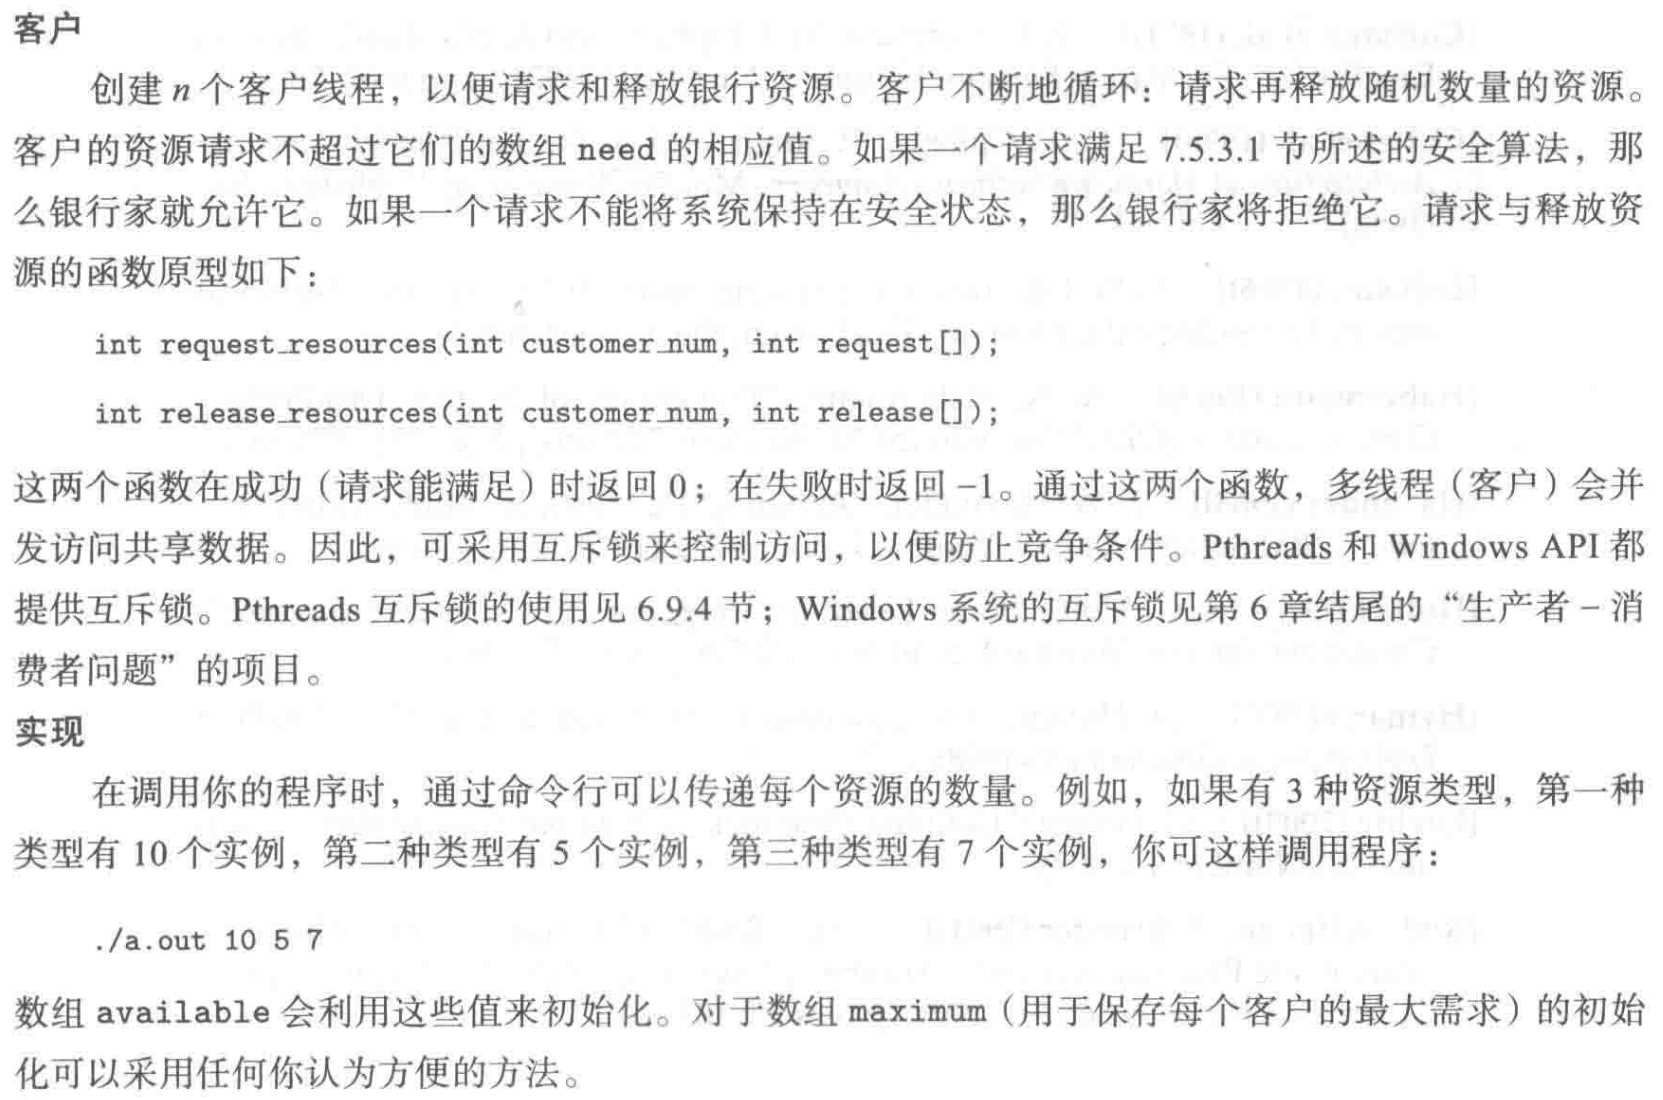 客户
创建 n 个客户线程，以便请求和释放银行资源。客户不断地循环：请求再释放随机数量的资源。
客户的资源请求不超过它们的数组 need 的相应值。如果一个请求满足 7.5.3.1 节所述的安全算法，那
么银行家就允许它。如果一个请求不能将系统保持在安全状态，那么银行家将拒绝它。请求与释放资
源的函数原型如下：
int request_resources(int customer_num, int request[]);
int release_resources(int customer_num, int release[]);
这两个函数在成功（请求能满足）时返回 0；在失败时返回 –1。通过这两个函数，多线程（客户）会并
发访问共享数据。因此，可采用互斥锁来控制访问，以便防止竞争条件。Pthreads 和 Windows API 都
提供互斥锁。Pthreads 互斥锁的使用见 6.9.4 节；Windows 系统的互斥锁见第 6 章结尾的“生产者 – 消
费者问题”的项目。
实现
在调用你的程序时，通过命令行可以传递每个资源的数量。例如，如果有 3 种资源类型，第一种
类型有 10 个实例，第二种类型有 5 个实例，第三种类型有 7 个实例，你可这样调用程序：
./a.out 10 5 7
数组 available 会利用这些值来初始化。对于数组 maximum（用于保存每个客户的最大需求）的初始
化可以采用任何你认为方便的方法。